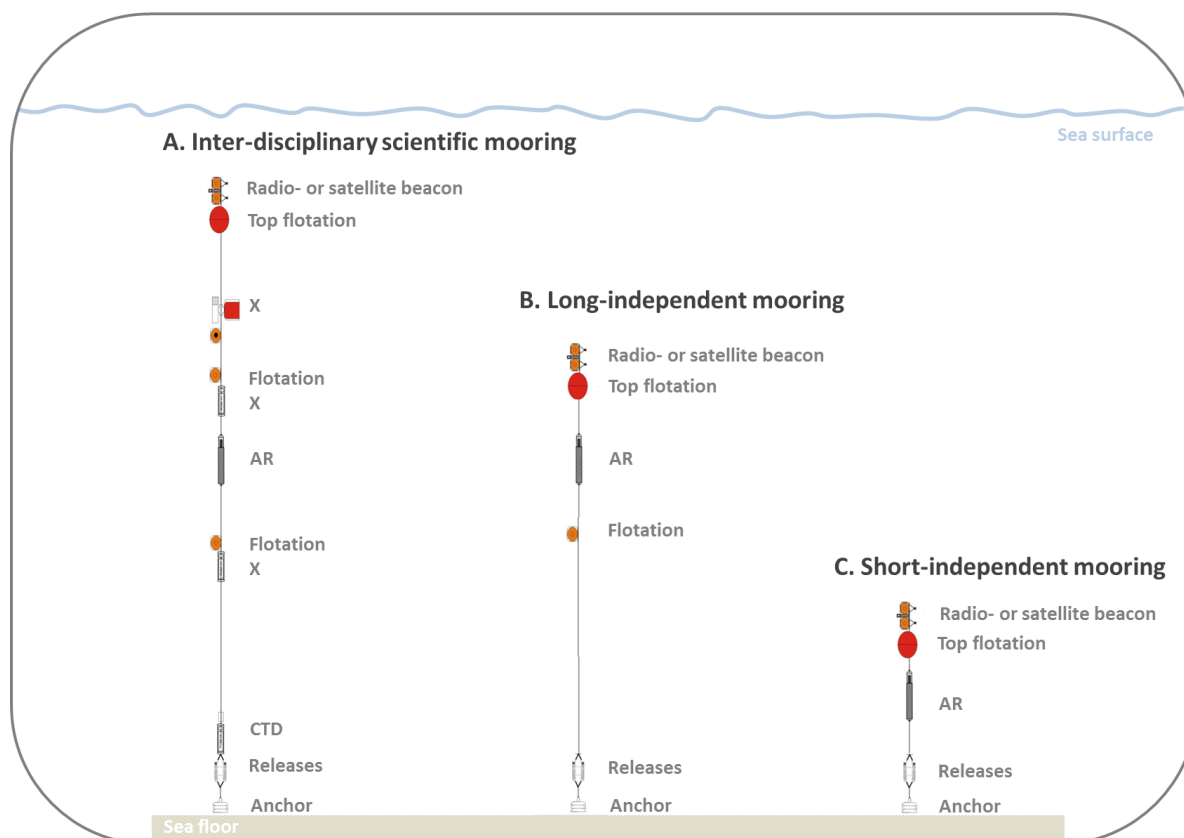 Sea surface
A. Inter-disciplinary scientific mooring
Radio- or satellite beacon
Top flotation
X
Flotation
X
AR
Flotation
X
CTD
Releases
Anchor
B. Long-independent mooring
Radio- or satellite beacon
Top flotation
AR
Flotation
Releases
Anchor
C. Short-independent mooring
Radio- or satellite beacon
Top flotation
AR
Releases
Anchor
Sea floor